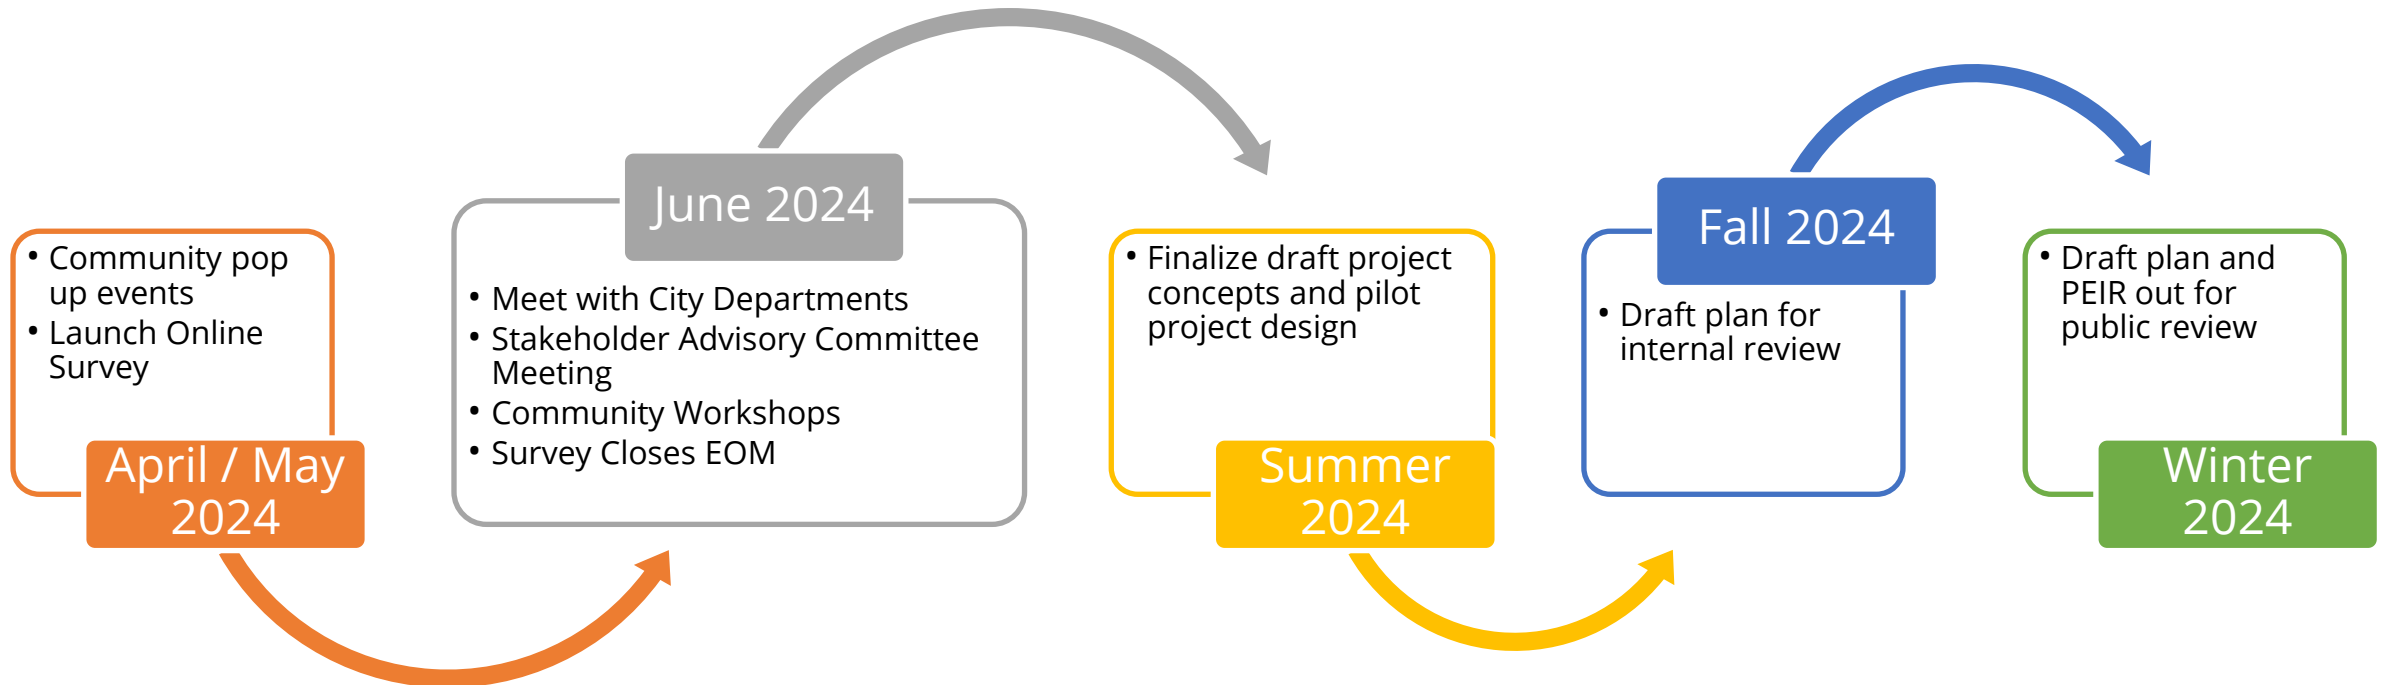 • Community pop
up events
• Launch Online
Survey
April / May
2024
June 2024
• Meet with City Departments
• Stakeholder Advisory Committee
Meeting
• Community Workshops
• Survey Closes EOM
• Finalize draft project
concepts and pilot
project design
Summer
2024
Fall 2024
• Draft plan for
internal review
• Draft plan and
PEIR out for
public review
Winter
2024